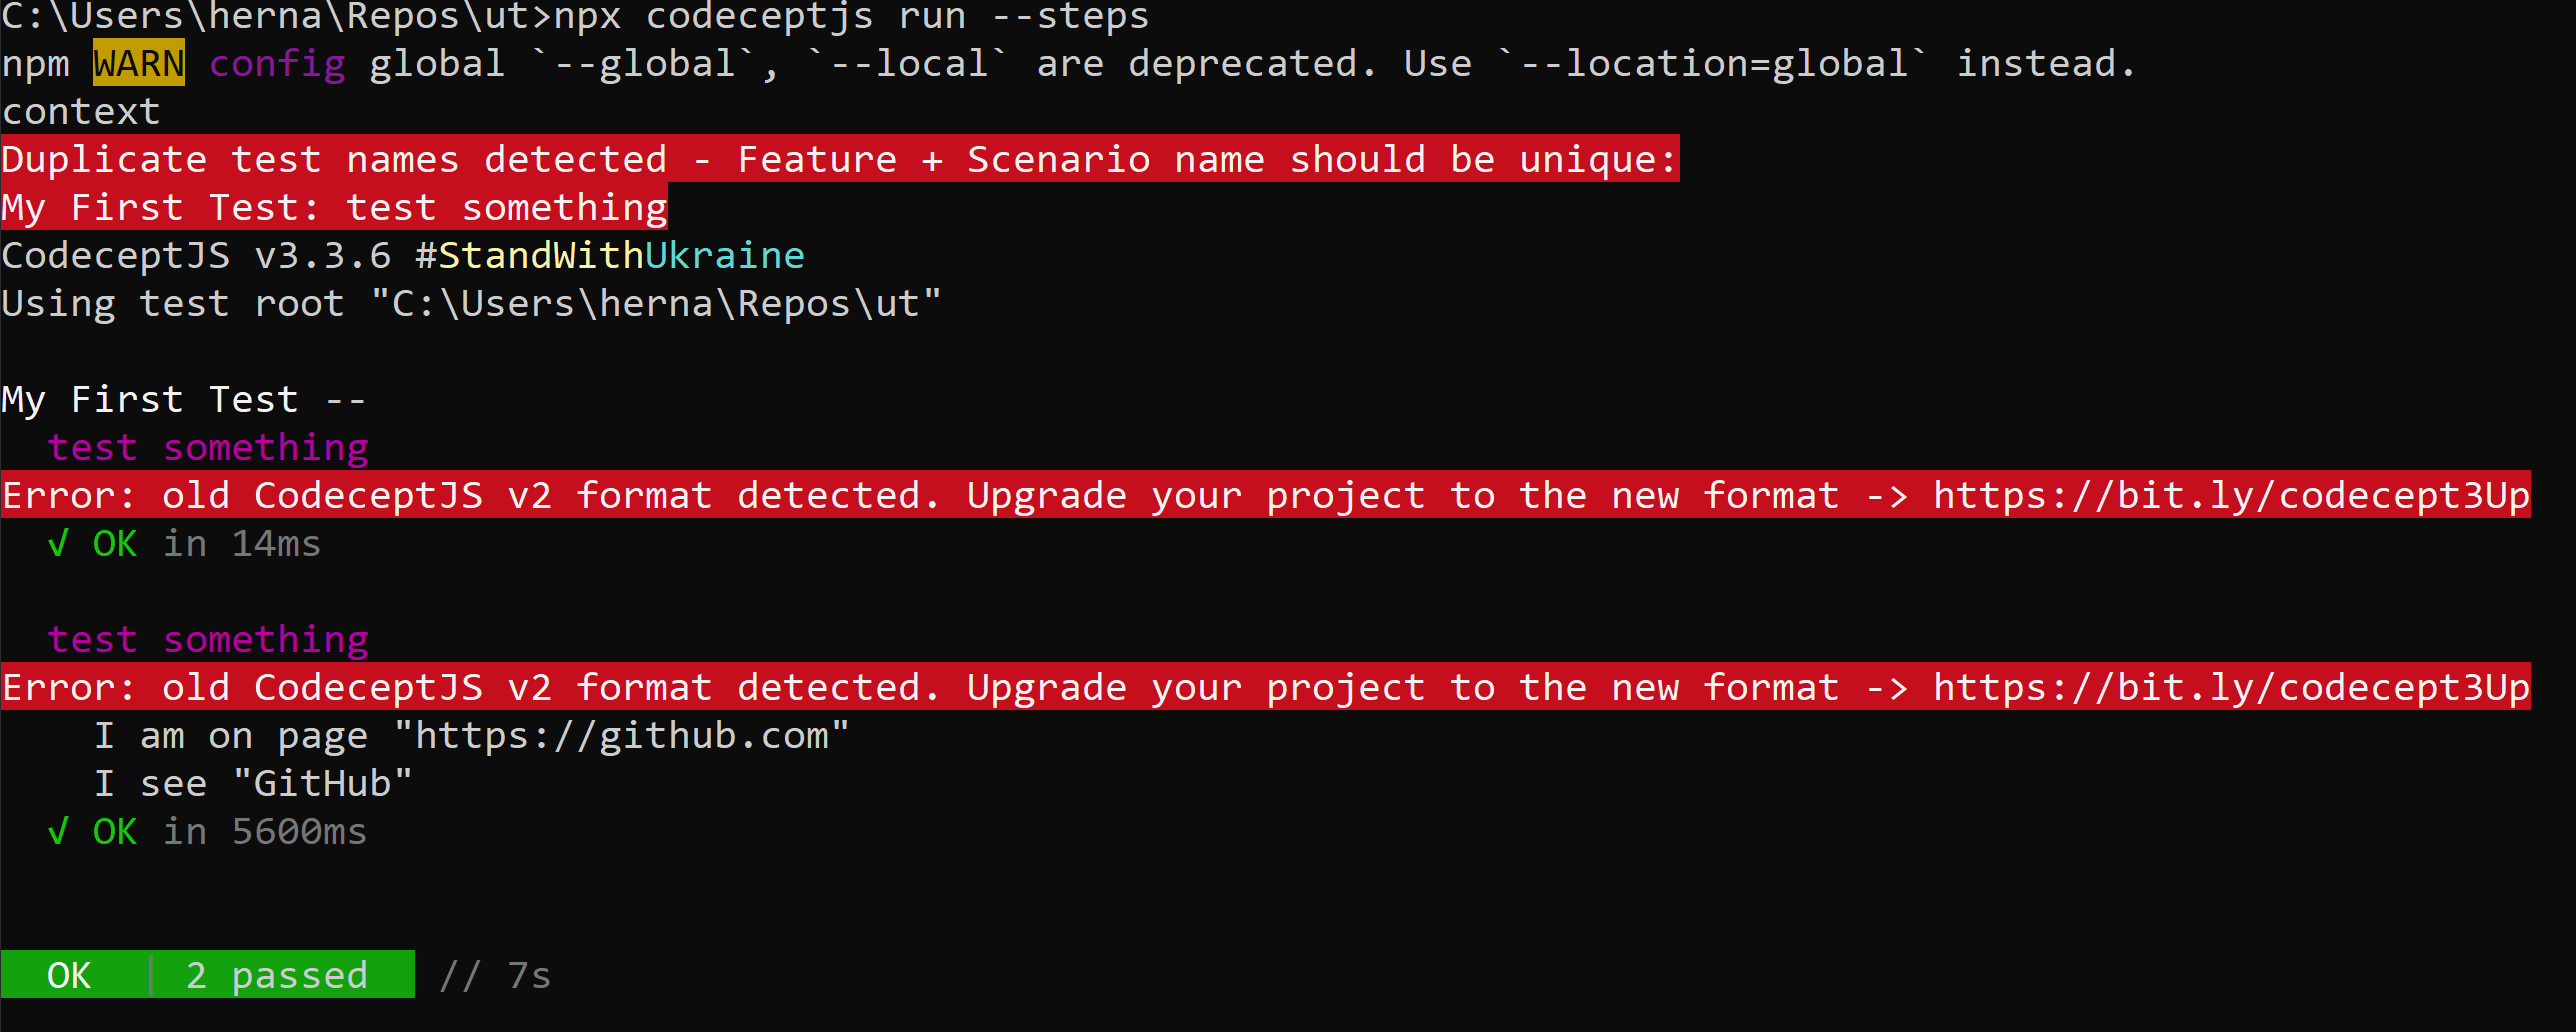 C:\Users\herna\Repos\ut>npx codeceptjs run --steps
npm WARN config global `--global`, `--local` are deprecated. Use `--location=global` instead.
context
Duplicate test names detected - Feature + Scenario name should be unique:
My First Test: test something
CodeceptJS v3.3.6 #StandWithUkraine
Using test root "C:\Users\herna\Repos\ut"
My First Test --
test something
Error: old CodeceptJS v2 format detected. Upgrade your project to the new format -> https://bit.ly/codecept3Up
√ OK in 14ms
test something
Error: old CodeceptJS v2 format detected. Upgrade your project to the new format -> https://bit.ly/codecept3Up
I am on page "https://github.com"
I see "GitHub"
√ OK in 5600ms
OK | 2 passed // 7s